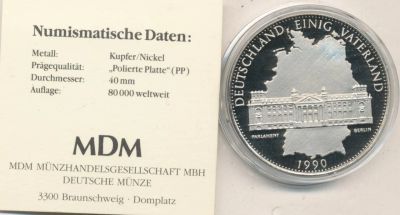 Numismatische Daten:
Metall: Kupfer/Nickel
Prägequalität: „Polierte Platte“ (PP)
Durchmesser: 40 mm
Auflage: 80 000 weltweit
MDM
MDM MÜNZHANDELSGESELLSCHAFT MBH
DEUTSCHE MÜNZE
3300 Braunschweig · Domplatz
DEUTSCHLAND EINIG VATERLAND
PARLAMENT BERLIN
1990